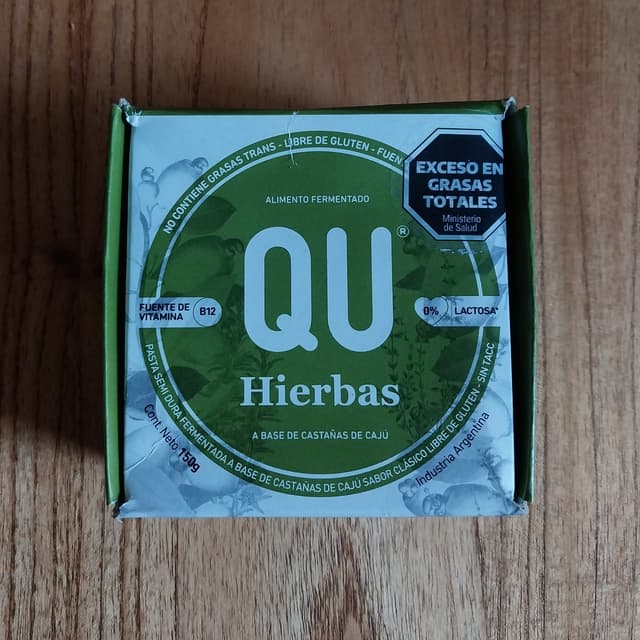 NO CONTIENE GRASAS TRANS - LIBRE DE GLUTEN - FUEN
EXCESO EN
GRASAS
TOTALES
Ministerio
de Salud
ALIMENTO FERMENTADO
QU®
FUENTE DE
VITAMINA
B12
0%
LACTOSA*
Hierbas
A BASE DE CASTAÑAS DE CAJÚ
PASTA SEMI DURA FERMENTADA A BASE DE CASTAÑAS DE CAJÚ SABOR CLÁSICO LIBRE DE GLUTEN - SIN TACC
Cont. Neto 150g
Industria Argentina